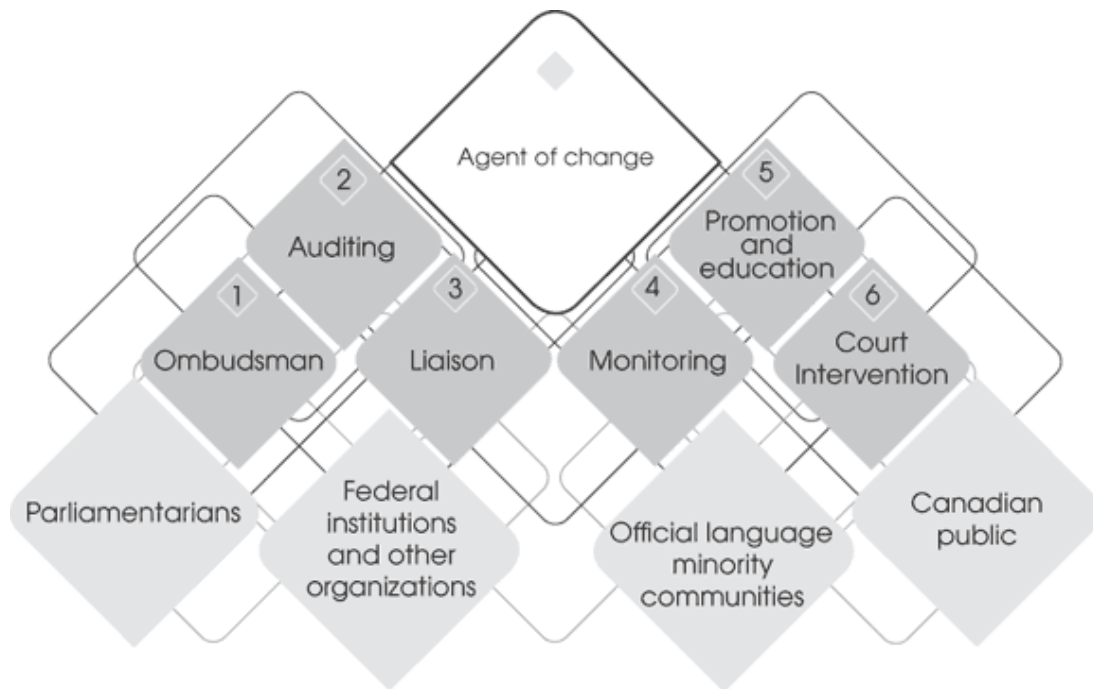 Agent of change
1
Ombudsman
2
Auditing
3
Liaison
4
Monitoring
5
Promotion
and
education
6
Court
Intervention
Parliamentarians
Federal
institutions
and other
organizations
Official language
minority
communities
Canadian
public